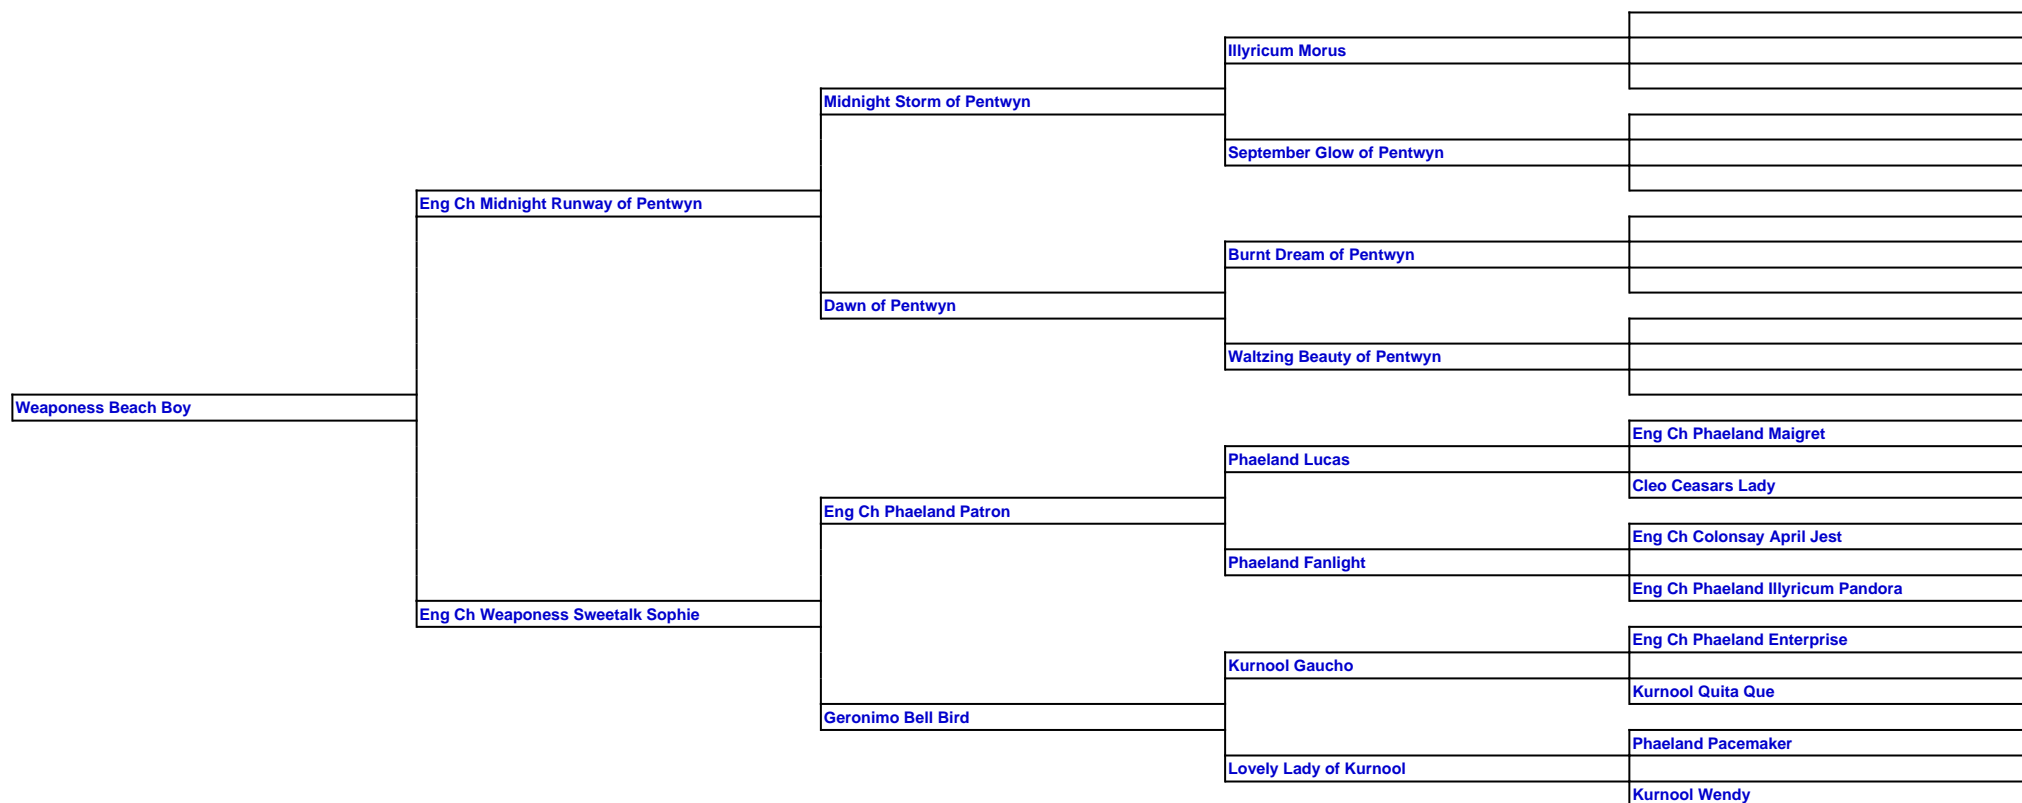 Illyricum Morus
Midnight Storm of Pentwyn
September Glow of Pentwyn
Eng Ch Midnight Runway of Pentwyn
Burnt Dream of Pentwyn
Dawn of Pentwyn
Waltzing Beauty of Pentwyn
Weaponess Beach Boy
Eng Ch Phaeland Maigret
Phaeland Lucas
Cleo Ceasars Lady
Eng Ch Phaeland Patron
Eng Ch Colonsay April Jest
Phaeland Fanlight
Eng Ch Phaeland Illyricum Pandora
Eng Ch Weaponess Sweetalk Sophie
Eng Ch Phaeland Enterprise
Kurnool Gaucho
Kurnool Quita Que
Geronimo Bell Bird
Phaeland Pacemaker
Lovely Lady of Kurnool
Kurnool Wendy